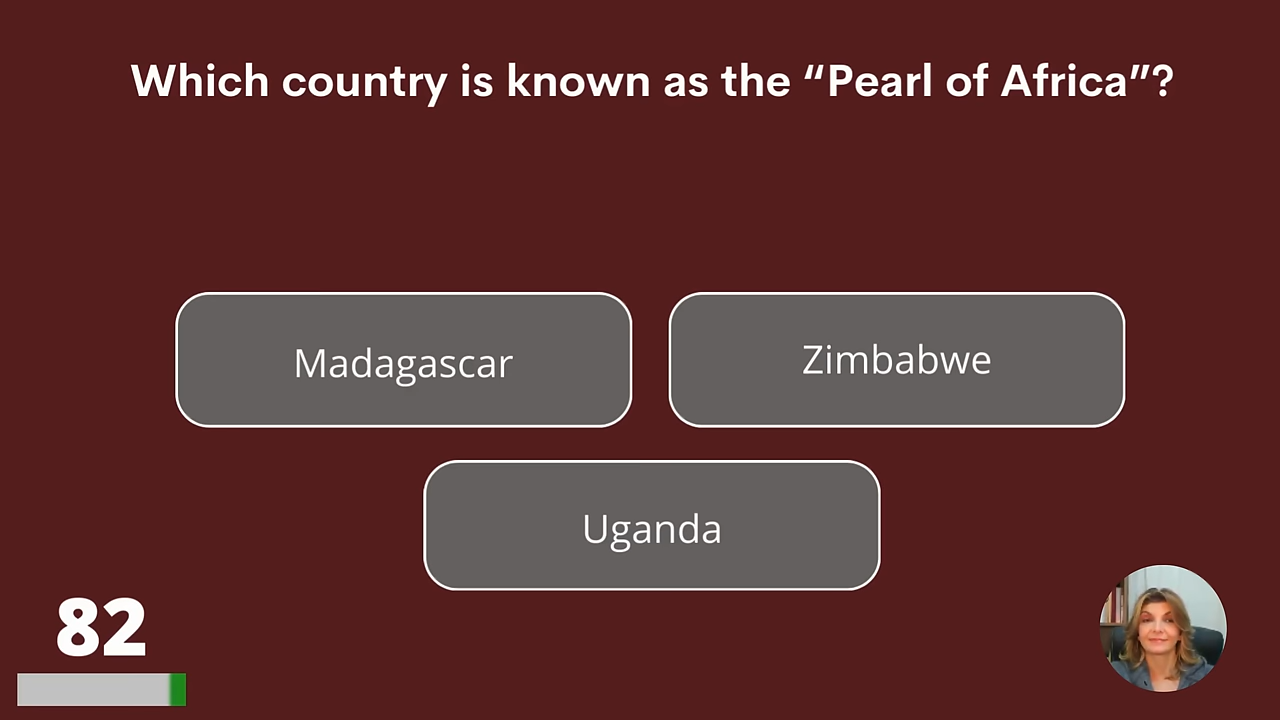 Which country is known as the “Pearl of Africa”?
Madagascar
Zimbabwe
Uganda
82